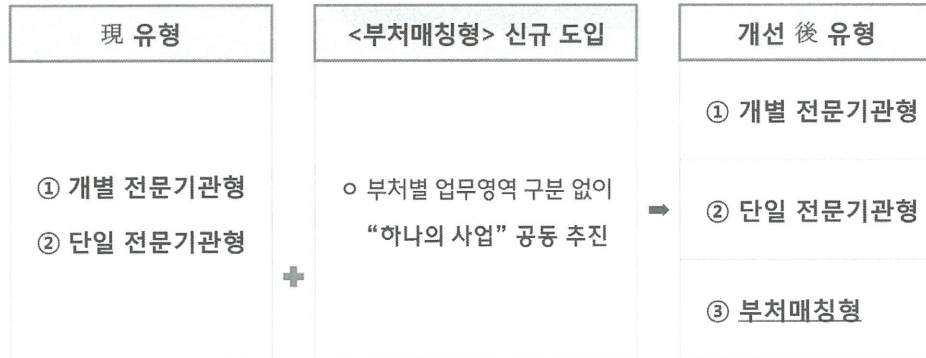 現 유형
① 개별 전문기관형
② 단일 전문기관형
<부처매칭형> 신규 도입
ㅇ 부처별 업무영역 구분 없이
“하나의 사업” 공동 추진
개선 後 유형
① 개별 전문기관형
② 단일 전문기관형
③ 부처매칭형